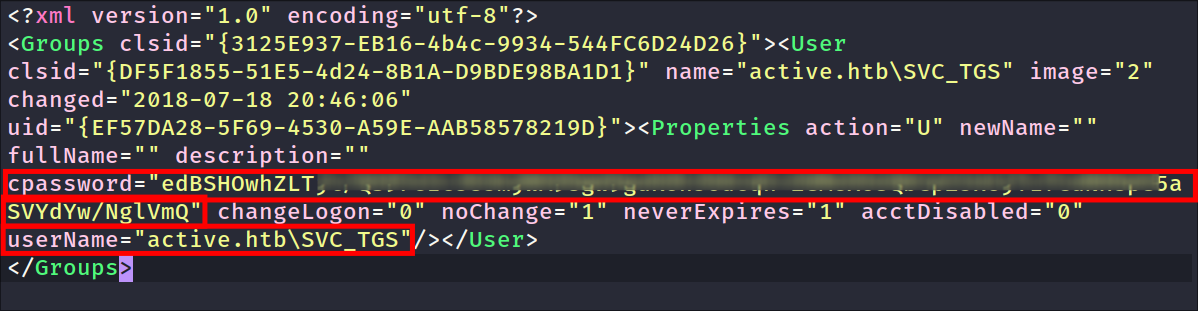 <?xml version="1.0" encoding="utf-8"?>
<Groups clsid="{3125E937-EB16-4b4c-9934-544FC6D24D26}"><User
clsid="{DF5F1855-51E5-4d24-8B1A-D9BDE98BA1D1}" name="active.htb\SVC_TGS" image="2"
changed="2018-07-18 20:46:06"
uid="{EF57DA28-5F69-4530-A59E-AAB58578219D}"><Properties action="U" newName=""
fullName="" description=""
cpassword="edBSHOwhZLT 5a
SVYdYw/NglVmQ" changeLogon="0" noChange="1" neverExpires="1" acctDisabled="0"
userName="active.htb\SVC_TGS"/></User>
</Groups>